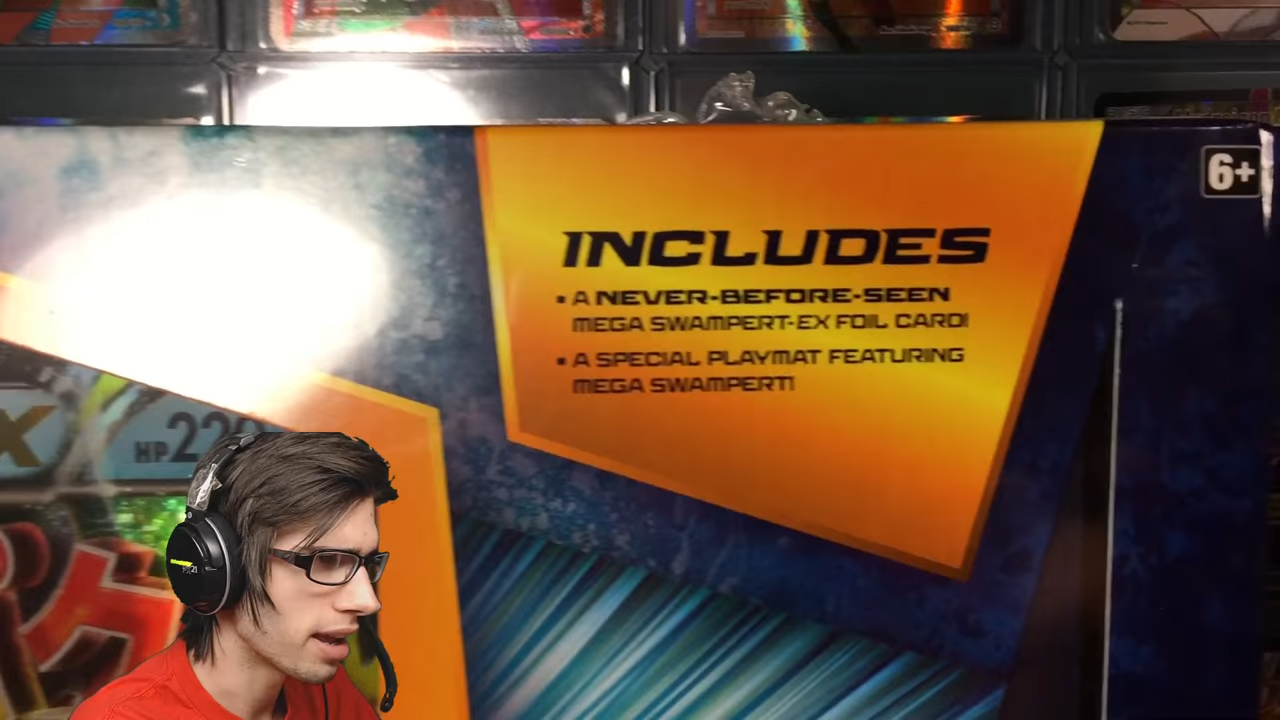 6+
INCLUDES
▪ A NEVER-BEFORE-SEEN
MEGA SWAMPERT-EX FOIL CARD!
▪ A SPECIAL PLAYMAT FEATURING
MEGA SWAMPERT!
X
HP 220